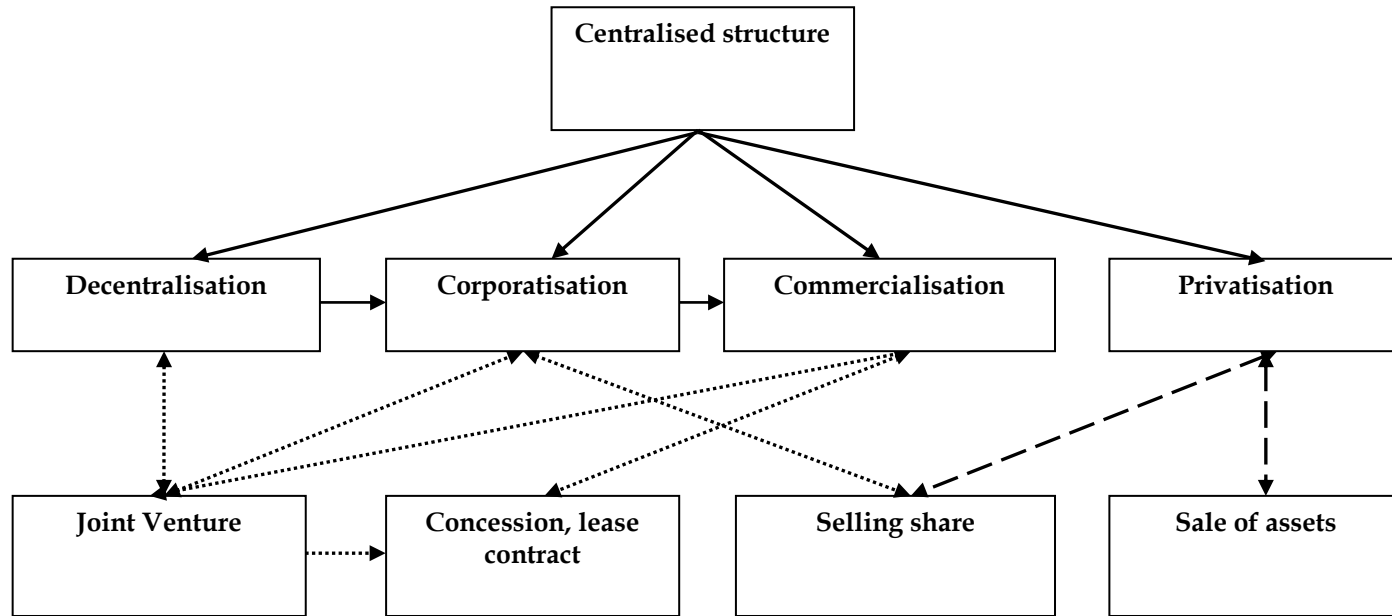 Centralised structure
Decentralisation
Corporatisation
Commercialisation
Privatisation
Joint Venture
Concession, lease
contract
Selling share
Sale of assets